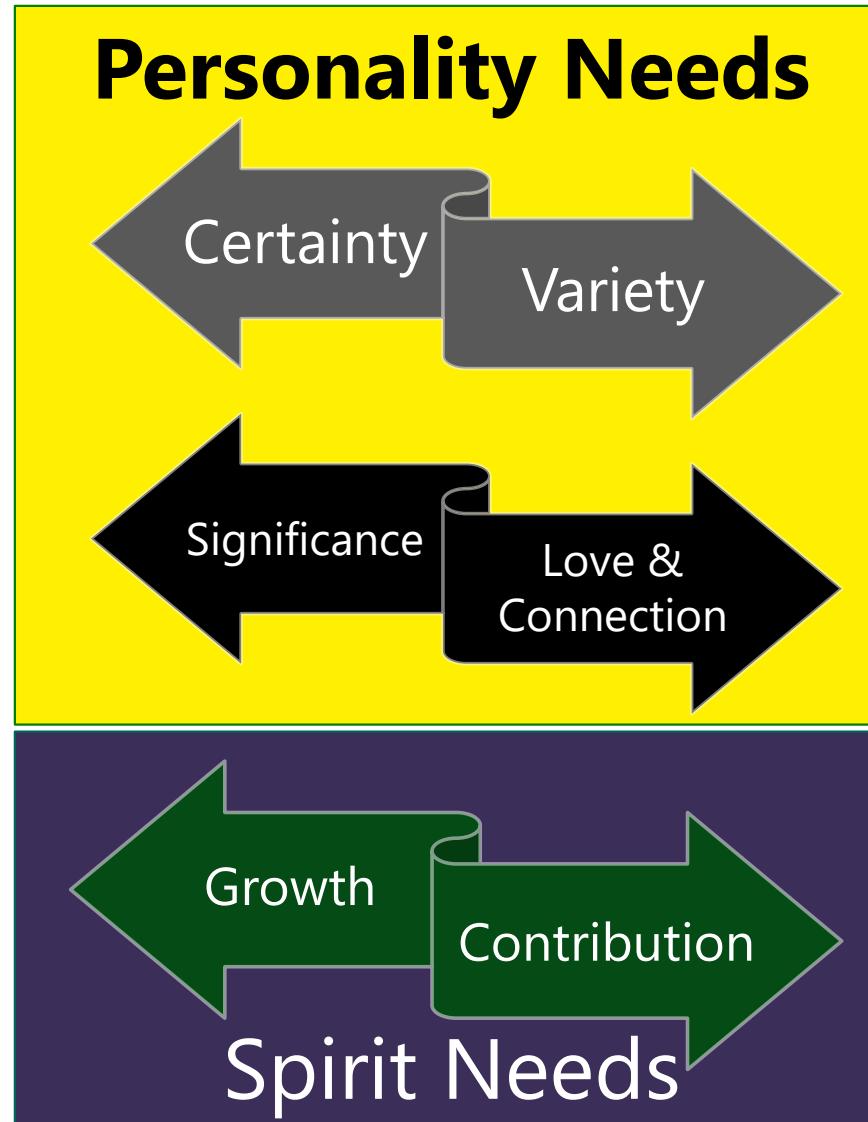 Personality Needs
Certainty
Variety
Significance
Love &
Connection
Growth
Contribution
Spirit Needs